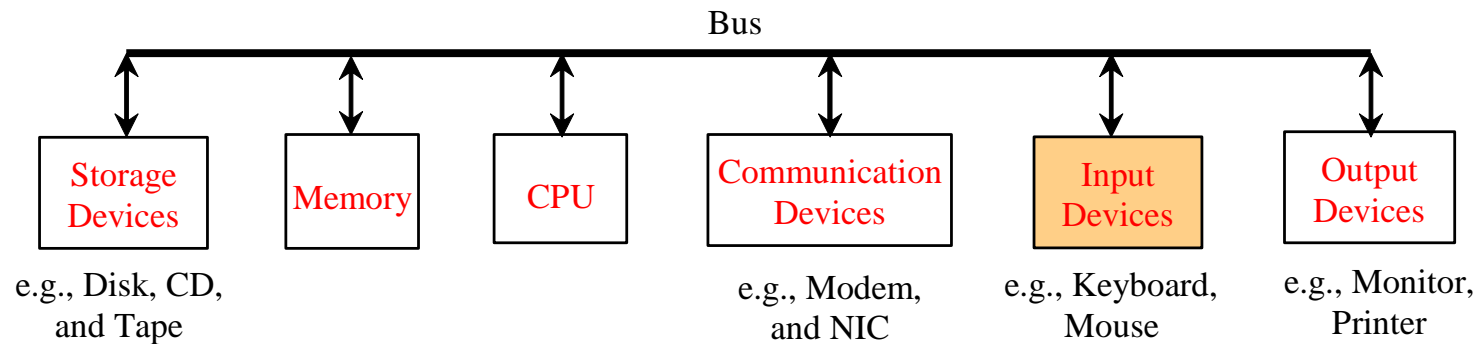 Bus
Storage
Devices
Memory
CPU
Communication
Devices
Input
Devices
Output
Devices
e.g., Disk, CD,
and Tape
e.g., Modem,
and NIC
e.g., Keyboard,
Mouse
e.g., Monitor,
Printer